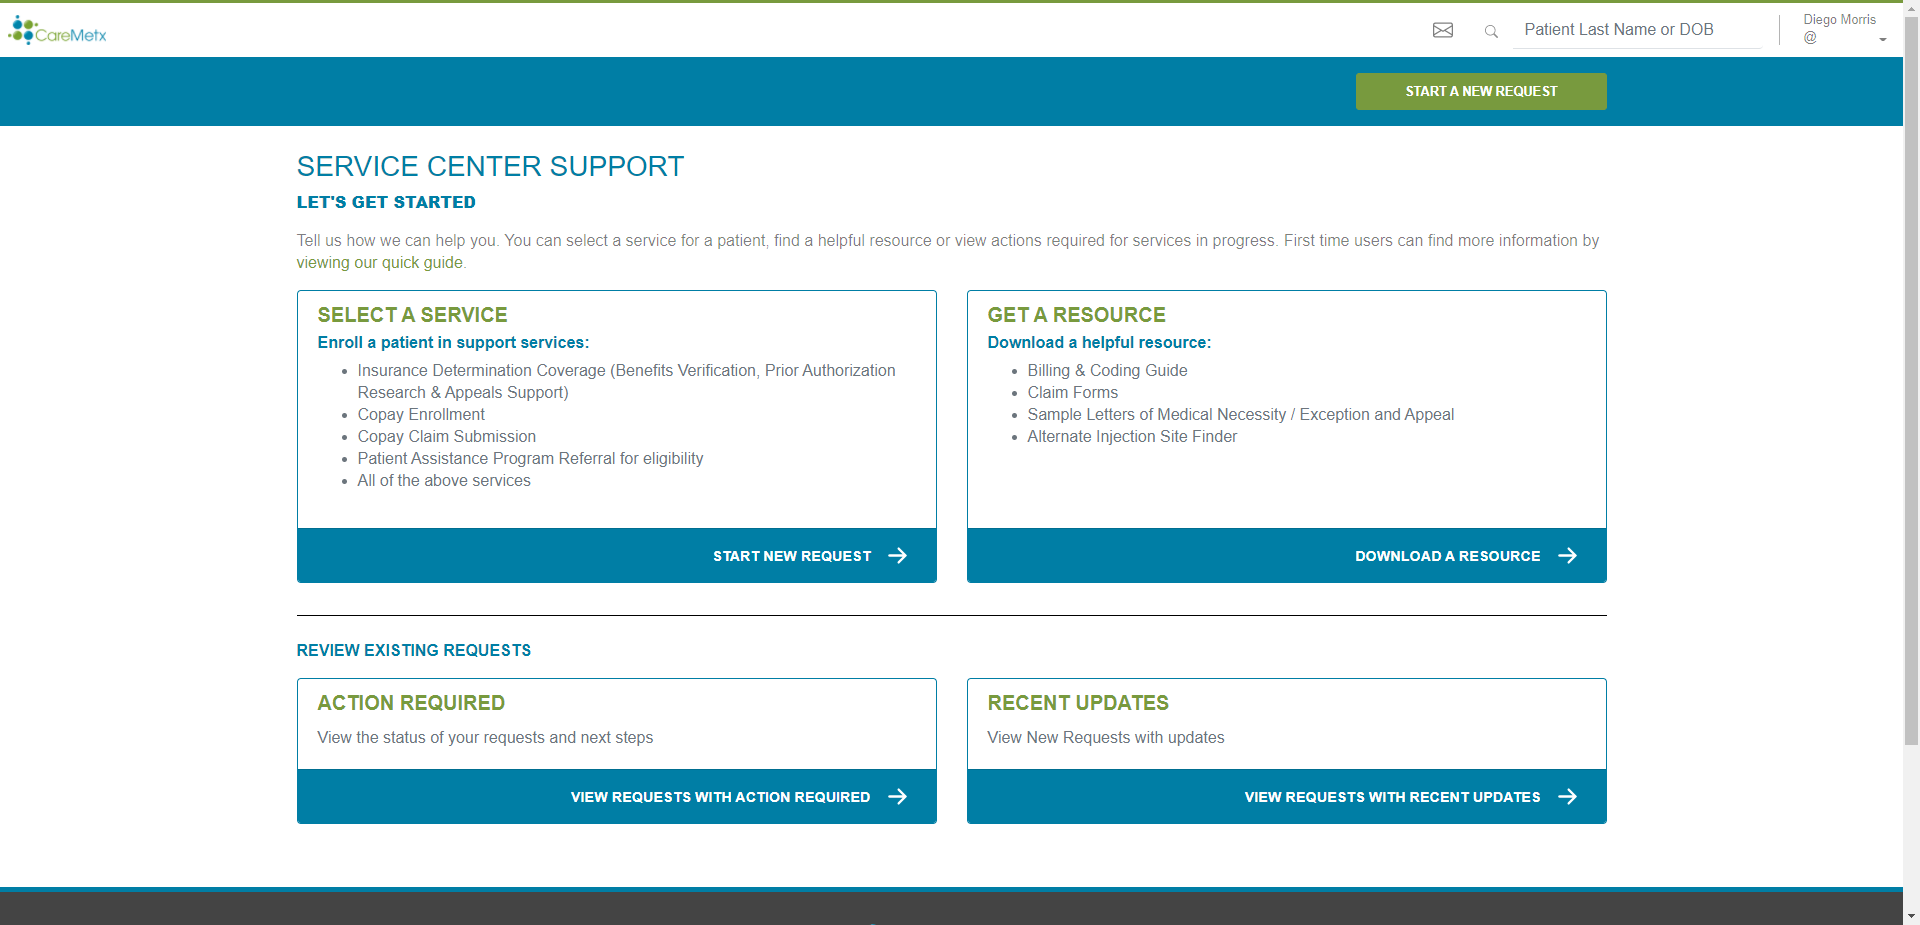 CareMetx
Patient Last Name or DOB
Diego Morris
@
START A NEW REQUEST
SERVICE CENTER SUPPORT
LET'S GET STARTED
Tell us how we can help you. You can select a service for a patient, find a helpful resource or view actions required for services in progress. First time users can find more information by
viewing our quick guide.
SELECT A SERVICE
Enroll a patient in support services:
• Insurance Determination Coverage (Benefits Verification, Prior Authorization
Research & Appeals Support)
• Copay Enrollment
• Copay Claim Submission
• Patient Assistance Program Referral for eligibility
• All of the above services
START NEW REQUEST
GET A RESOURCE
Download a helpful resource:
• Billing & Coding Guide
• Claim Forms
• Sample Letters of Medical Necessity / Exception and Appeal
• Alternate Injection Site Finder
DOWNLOAD A RESOURCE
REVIEW EXISTING REQUESTS
ACTION REQUIRED
View the status of your requests and next steps
VIEW REQUESTS WITH ACTION REQUIRED
RECENT UPDATES
View New Requests with updates
VIEW REQUESTS WITH RECENT UPDATES